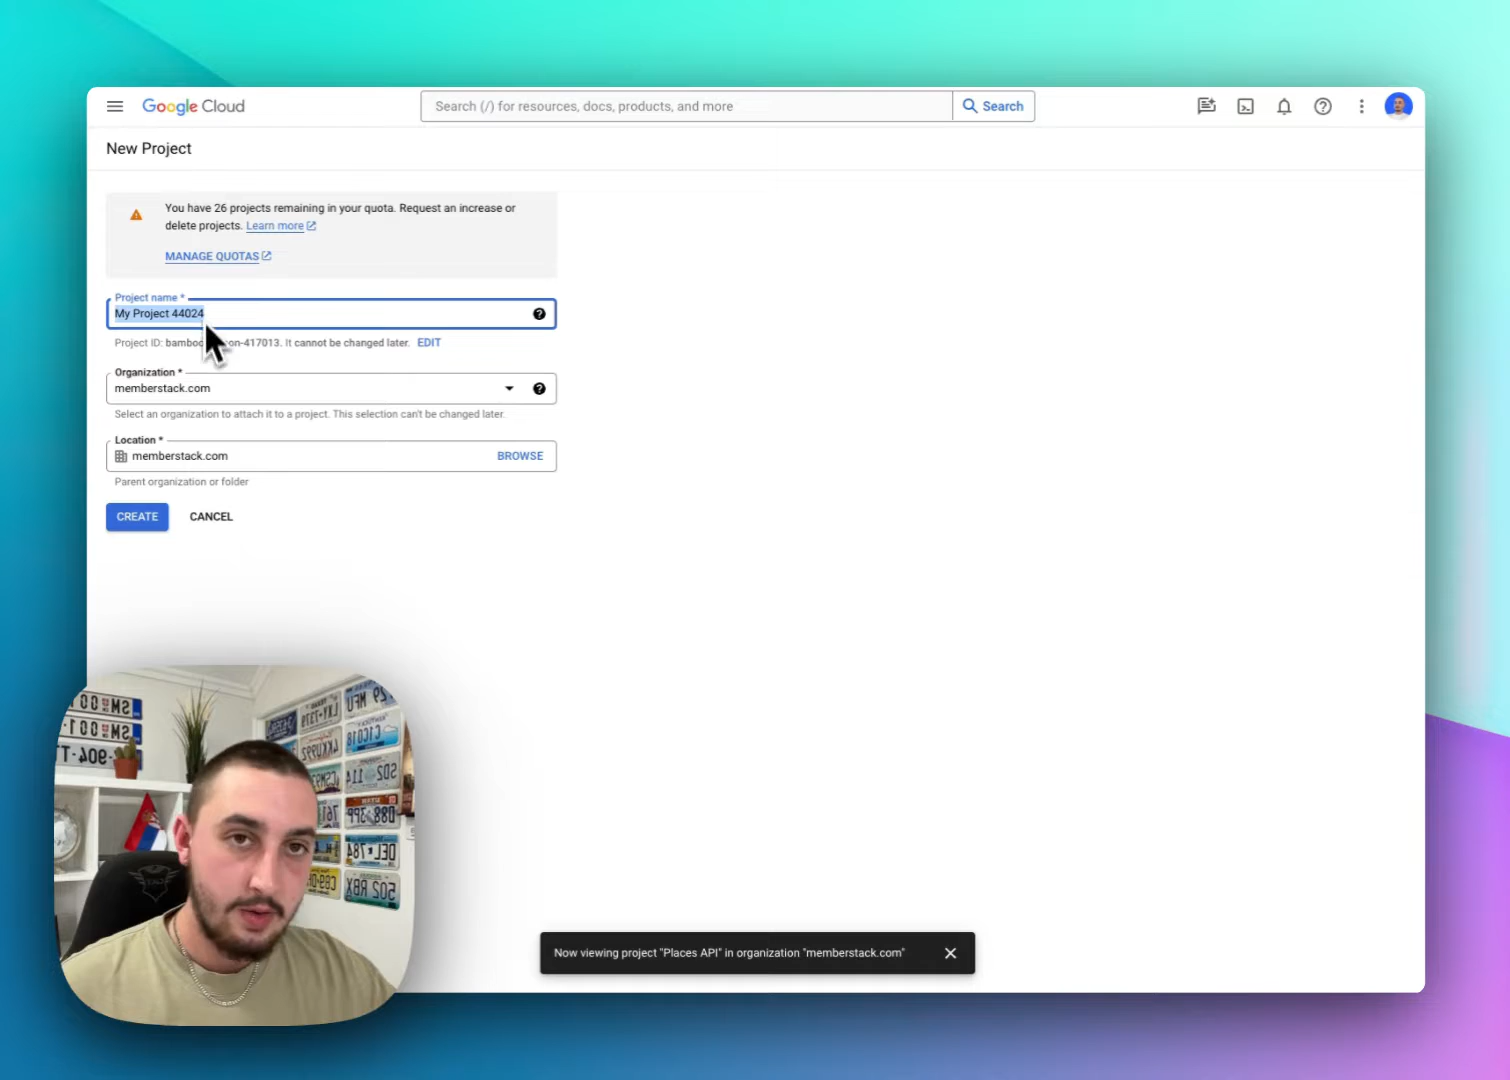 Google Cloud
Search (/) for resources, docs, products, and more
Search
New Project
You have 26 projects remaining in your quota. Request an increase or
delete projects. Learn more
MANAGE QUOTAS
Project name *
My Project 44024
Project ID: on-417013. It cannot be changed later. EDIT
Organization *
memberstack.com
Select an organization to attach it to a project. This selection can't be changed later.
Location *
memberstack.com
BROWSE
Parent organization or folder
CREATE
CANCEL
Now viewing project "Places API" in organization "memberstack.com"